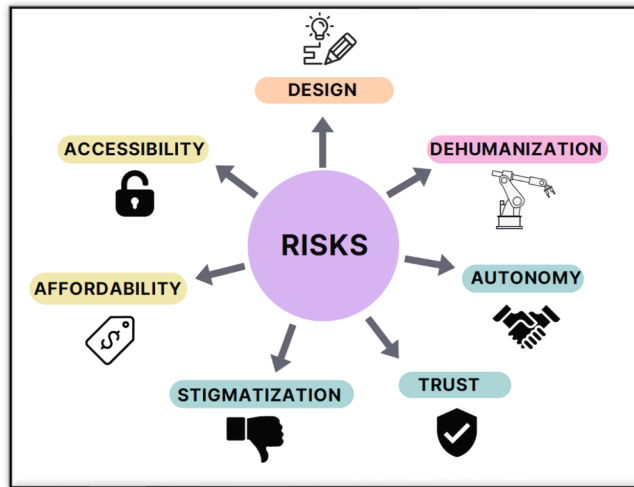 DESIGN
ACCESSIBILITY
DEHUMANIZATION
RISKS
AFFORDABILITY
AUTONOMY
STIGMATIZATION
TRUST